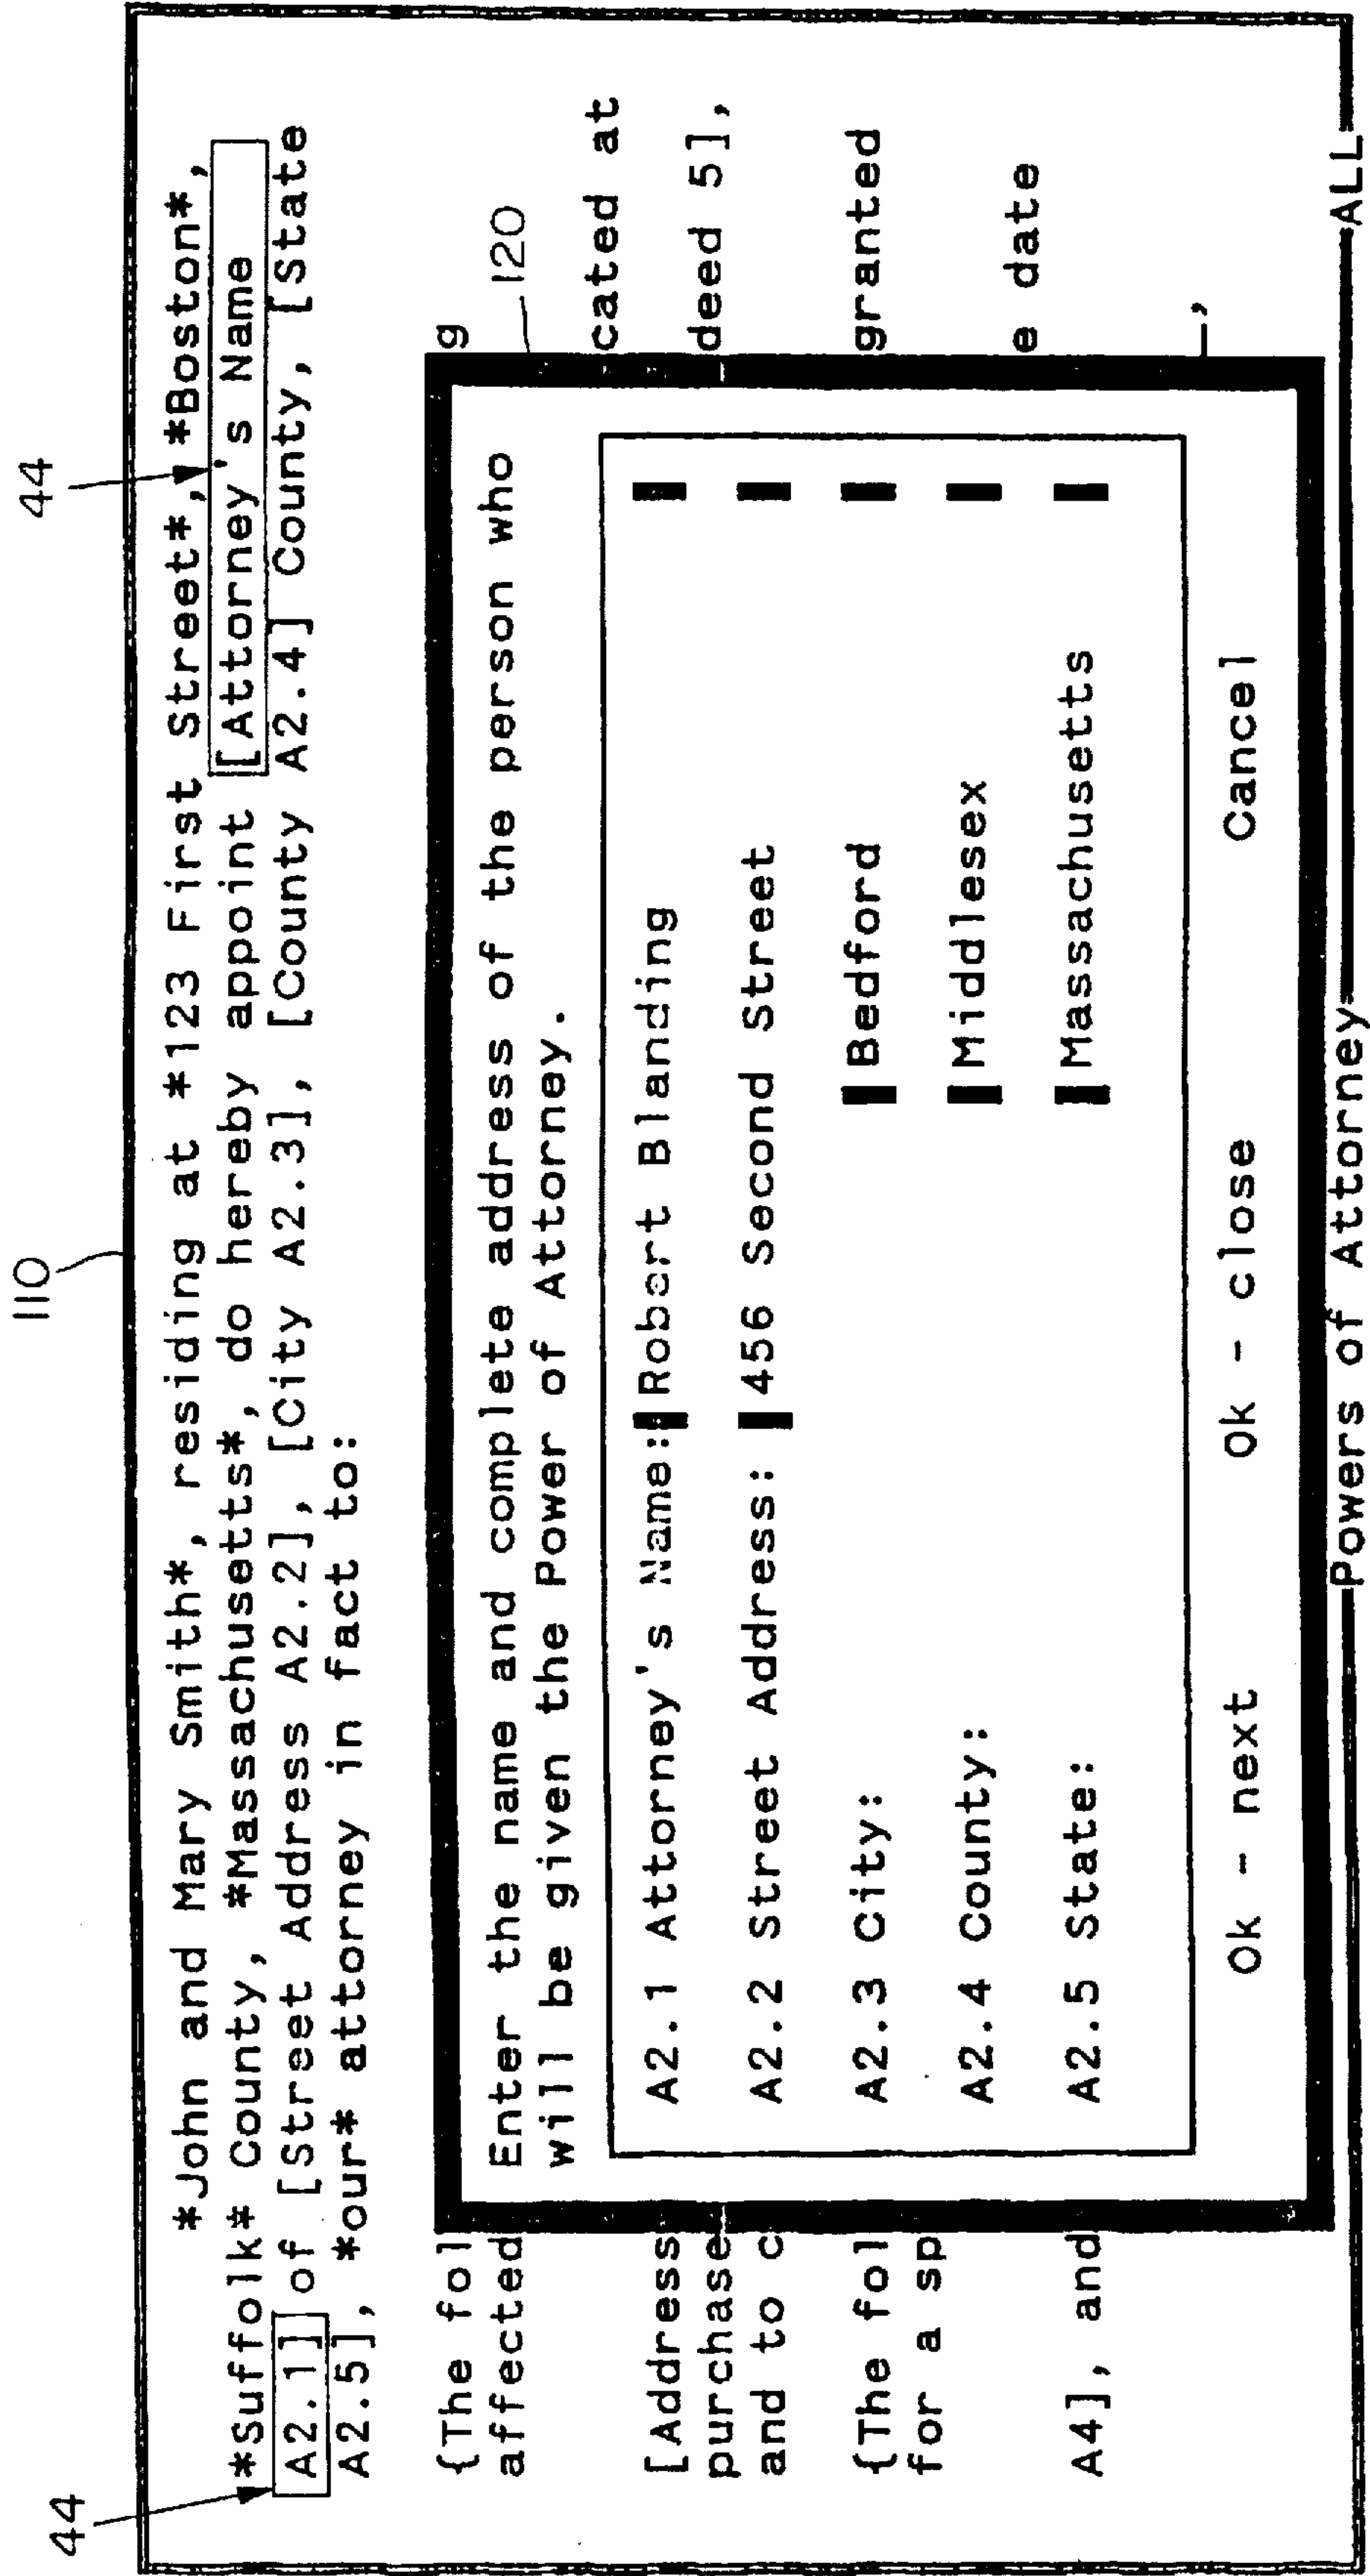 110
44
44
*John and Mary Smith*, residing at *123 First Street*, *Boston*,
*Suffolk* County, *Massachusetts*, do hereby appoint [Attorney's Name
A2.1] of [Street Address A2.2], [City A2.3], [County A2.4] County, [State
A2.5], *our* attorney in fact to:
{The fol g
affected
120
[Address cated at
purchase
and to c deed 5],
{The fol granted
for a sp
A4], and e date
_,
Enter the name and complete address of the person who
will be given the Power of Attorney.
A2.1 Attorney's Name: Robert Blanding
A2.2 Street Address: 456 Second Street
A2.3 City: Bedford
A2.4 County: Middlesex
A2.5 State: Massachusetts
Ok - next Ok - close Cancel
Powers of Attorney ALL